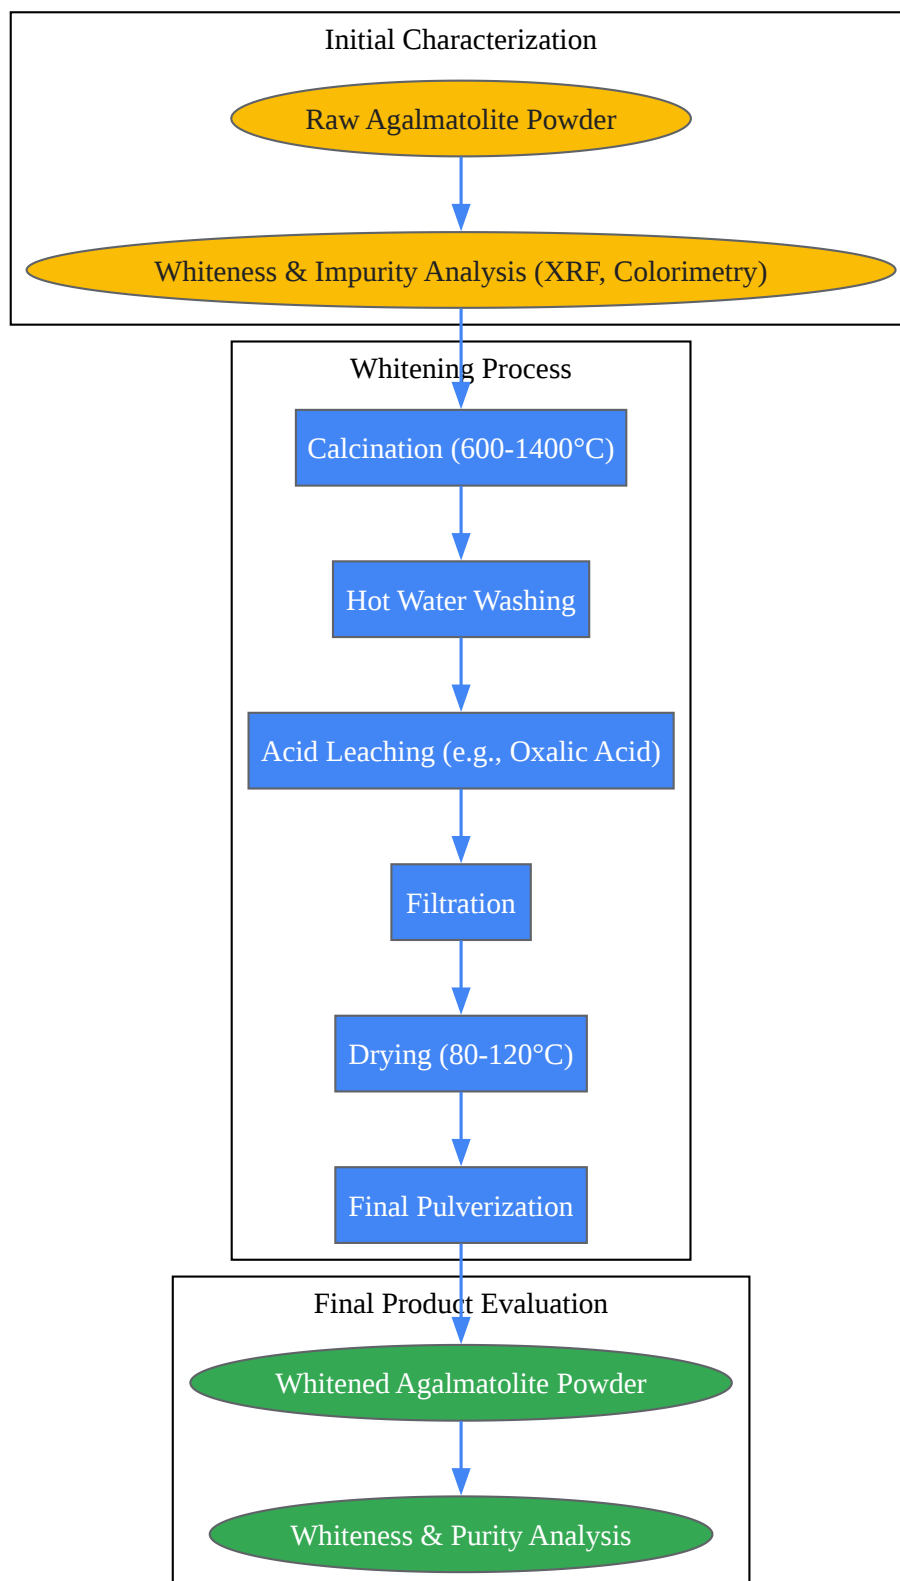 Initial Characterization
Raw Agalmatolite Powder
Whiteness & Impurity Analysis (XRF, Colorimetry)
Whitening Process
Calcination (600-1400°C)
Hot Water Washing
Acid Leaching (e.g., Oxalic Acid)
Filtration
Drying (80-120°C)
Final Pulverization
Final Product Evaluation
Whitened Agalmatolite Powder
Whiteness & Purity Analysis